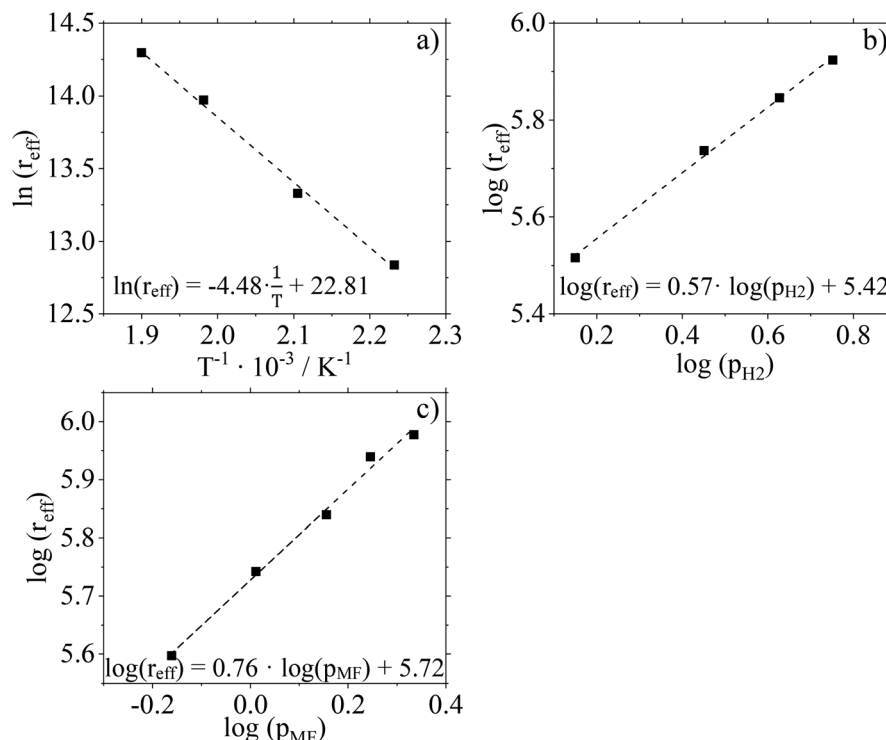 a)
14.5
14.0
13.5
13.0
12.5
ln (r_eff)
ln(r_eff) = -4.48·1/T + 22.81
1.9 2.0 2.1 2.2 2.3
T⁻¹ · 10⁻³ / K⁻¹
b)
6.0
5.8
5.6
5.4
log (r_eff)
log(r_eff) = 0.57· log(p_H2) + 5.42
0.2 0.4 0.6 0.8
log (p_H2)
c)
6.0
5.9
5.8
5.7
5.6
log (r_eff)
log(r_eff) = 0.76 · log(p_MF) + 5.72
-0.2 0.0 0.2 0.4
log (p_MF)